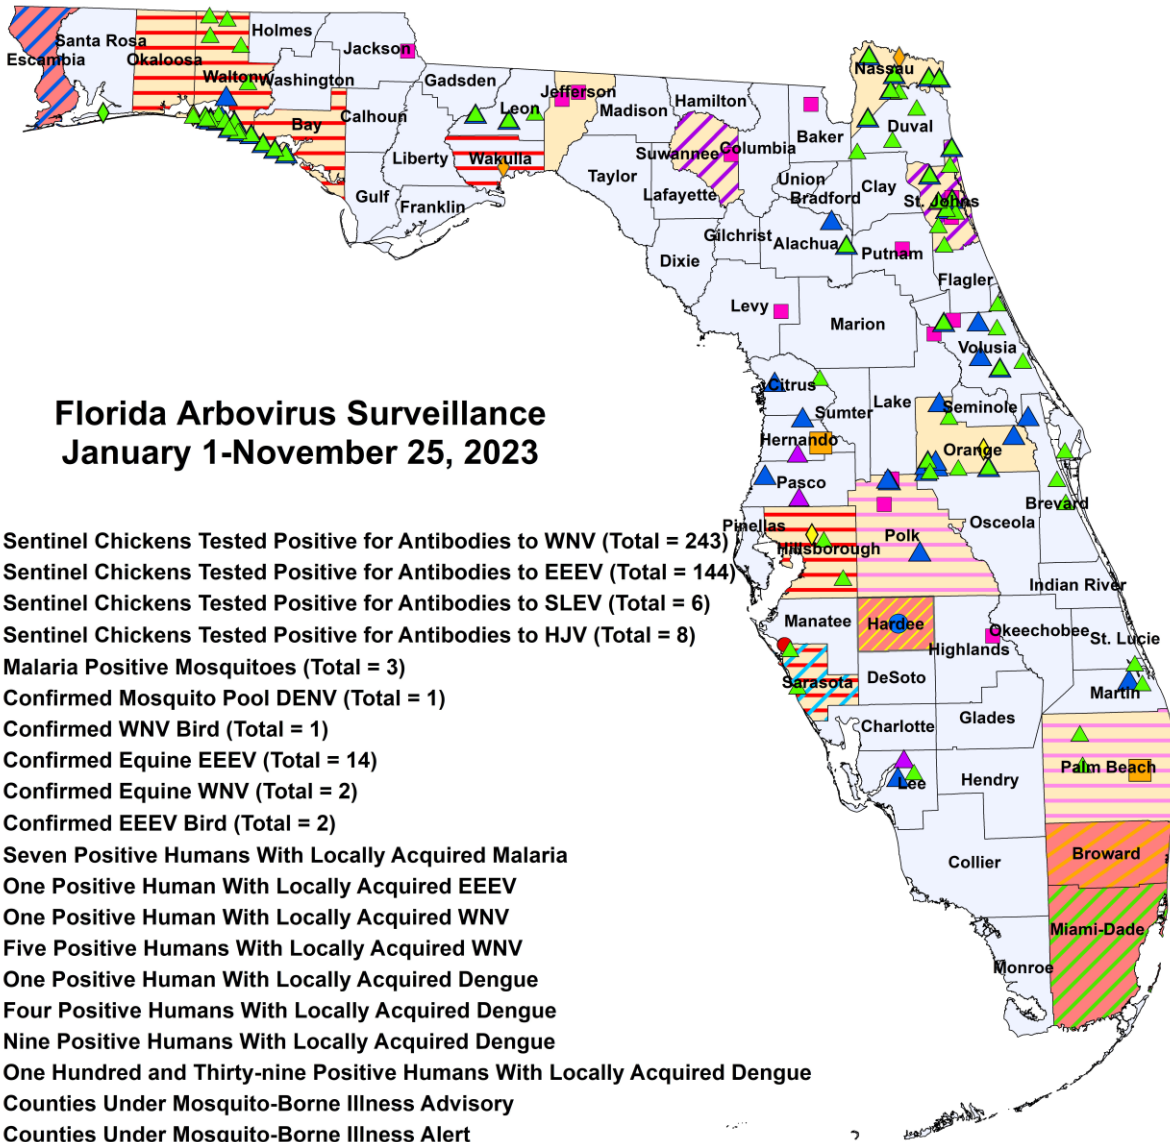 Holmes
Santa Rosa
Jackson
Escambia
Okaloosa
Walton
Washington
Gadsden
Jefferson
Leon
Madison
Hamilton
Nassau
Calhoun
Bay
Duval
Baker
Suwannee
Columbia
Liberty
Wakulla
Taylor
Union
Clay
Lafayette
Bradford
Gulf
Franklin
St. Johns
Gilchrist
Alachua
Putnam
Dixie
Flagler
Levy
Marion
Volusia
Citrus
Lake
Seminole
Sumter
Florida Arbovirus Surveillance
January 1-November 25, 2023
Hernando
Orange
Pasco
Brevard
Osceola
Pinellas
Polk
Hillsborough
Indian River
Manatee
Hardee
Okeechobee
St. Lucie
Highlands
Sarasota
DeSoto
Martin
Charlotte
Glades
Palm Beach
Lee
Hendry
Collier
Broward
Miami-Dade
Monroe
Sentinel Chickens Tested Positive for Antibodies to WNV (Total = 243)
Sentinel Chickens Tested Positive for Antibodies to EEEV (Total = 144)
Sentinel Chickens Tested Positive for Antibodies to SLEV (Total = 6)
Sentinel Chickens Tested Positive for Antibodies to HJV (Total = 8)
Malaria Positive Mosquitoes (Total = 3)
Confirmed Mosquito Pool DENV (Total = 1)
Confirmed WNV Bird (Total = 1)
Confirmed Equine EEEV (Total = 14)
Confirmed Equine WNV (Total = 2)
Confirmed EEEV Bird (Total = 2)
Seven Positive Humans With Locally Acquired Malaria
One Positive Human With Locally Acquired EEEV
One Positive Human With Locally Acquired WNV
Five Positive Humans With Locally Acquired WNV
One Positive Human With Locally Acquired Dengue
Four Positive Humans With Locally Acquired Dengue
Nine Positive Humans With Locally Acquired Dengue
One Hundred and Thirty-nine Positive Humans With Locally Acquired Dengue
Counties Under Mosquito-Borne Illness Advisory
Counties Under Mosquito-Borne Illness Alert